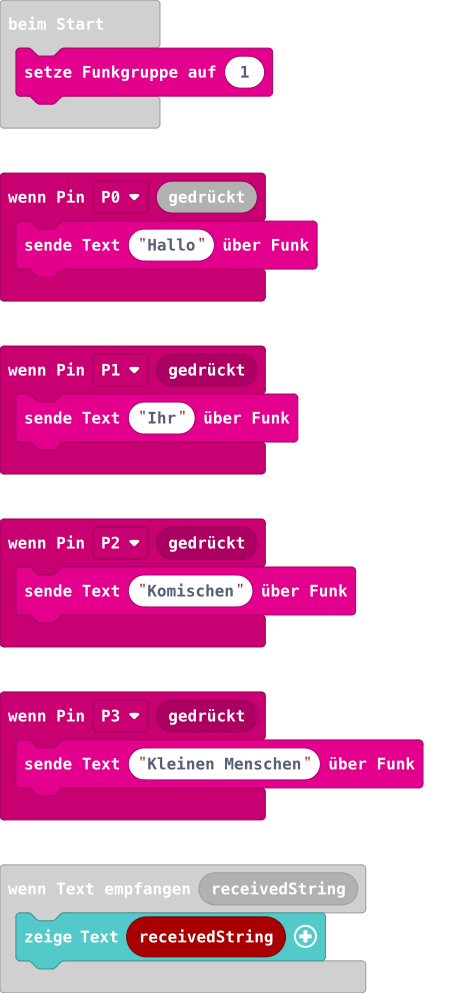 beim Start
setze Funkgruppe auf 1
wenn Pin P0 gedrückt
sende Text "Hallo" über Funk
wenn Pin P1 gedrückt
sende Text "Ihr" über Funk
wenn Pin P2 gedrückt
sende Text "Komischen" über Funk
wenn Pin P3 gedrückt
sende Text "Kleinen Menschen" über Funk
wenn Text empfangen receivedString
zeige Text receivedString